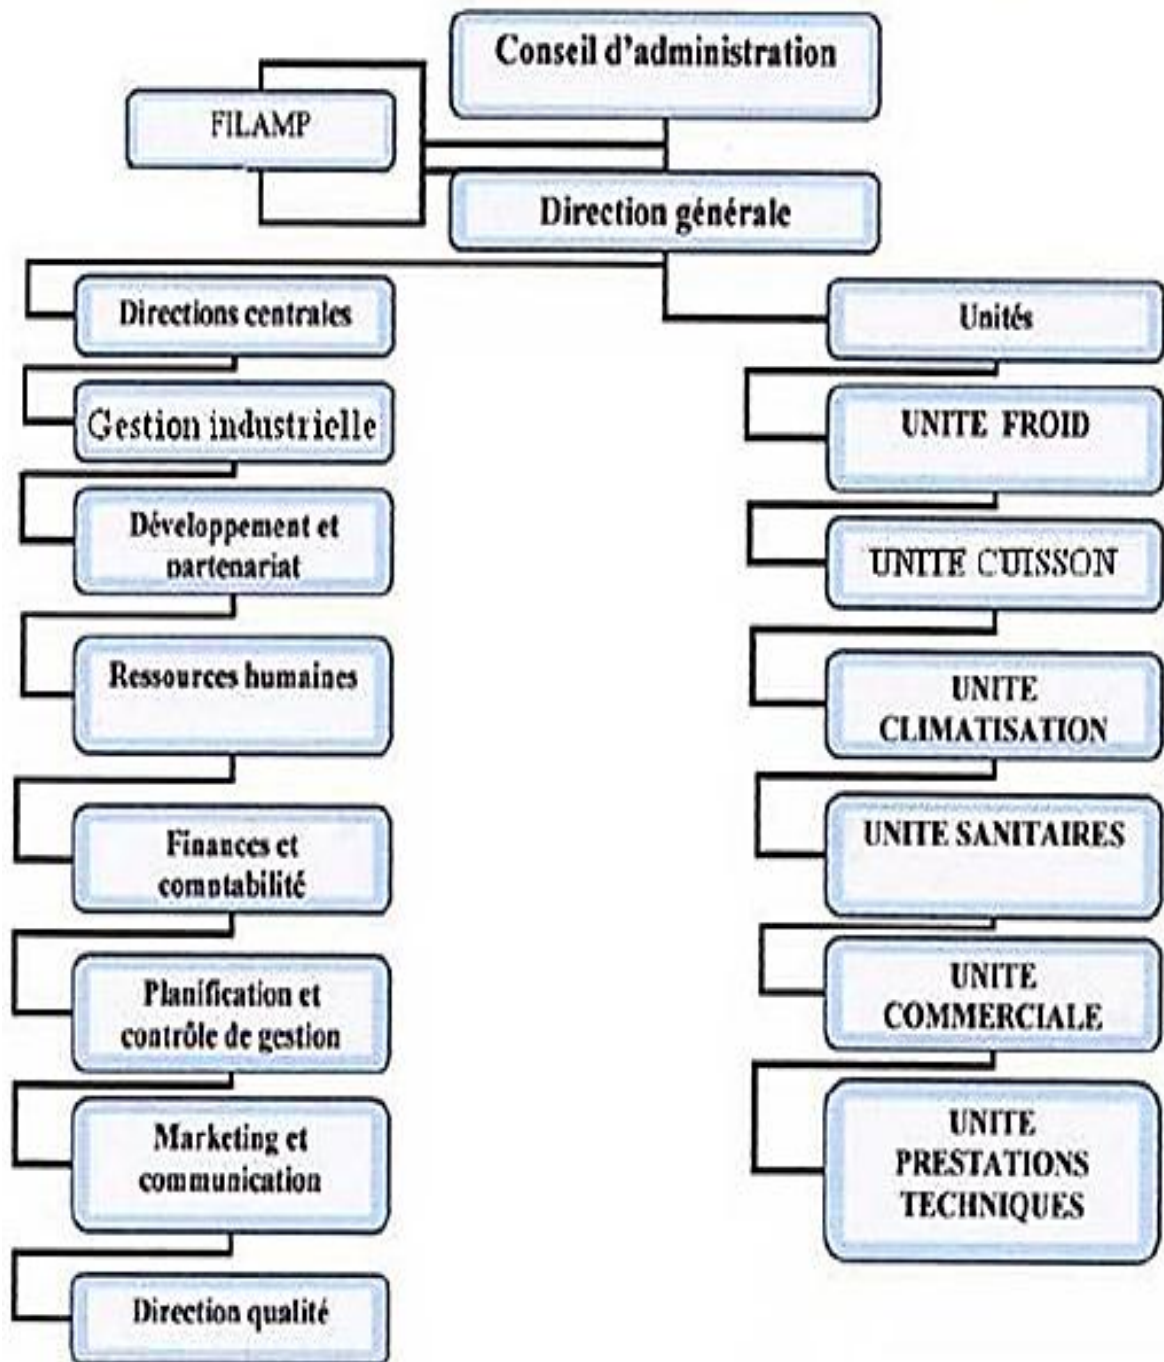 Conseil d'administration
FILAMP
Direction générale
Directions centrales
Gestion industrielle
Développement et
partenariat
Ressources humaines
Finances et
comptabilité
Planification et
contrôle de gestion
Marketing et
communication
Direction qualité
Unités
UNITE FROID
UNITE CUISSON
UNITE
CLIMATISATION
UNITE SANITAIRES
UNITE
COMMERCIALE
UNITE
PRESTATIONS
TECHNIQUES